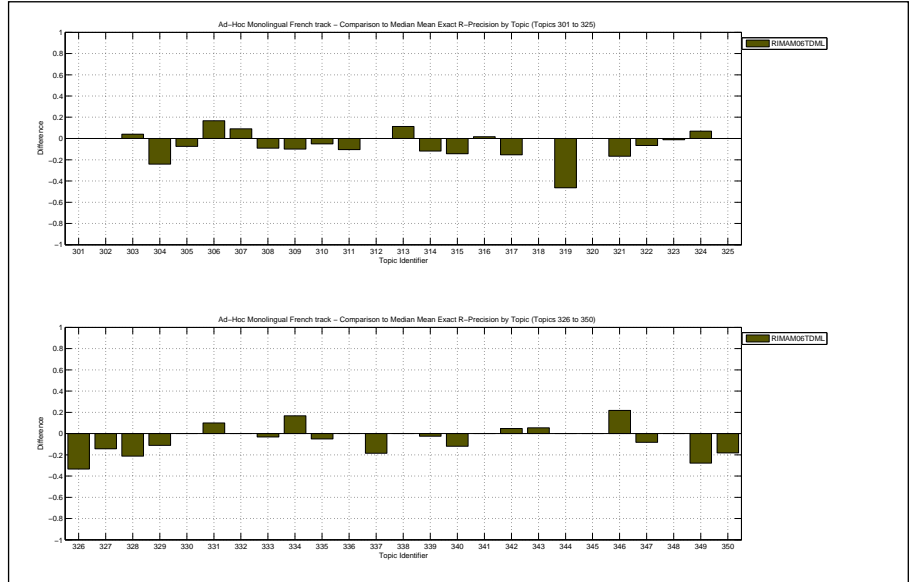 Ad−Hoc Monolingual French track − Comparison to Median Mean Exact R−Precision by Topic (Topics 301 to 325)
RIMAM06TDML
1
0.8
0.6
0.4
0.2
0
−0.2
−0.4
−0.6
−0.8
−1
Difference
301 302 303 304 305 306 307 308 309 310 311 312 313 314 315 316 317 318 319 320 321 322 323 324 325
Topic Identifier
Ad−Hoc Monolingual French track − Comparison to Median Mean Exact R−Precision by Topic (Topics 326 to 350)
RIMAM06TDML
1
0.8
0.6
0.4
0.2
0
−0.2
−0.4
−0.6
−0.8
−1
Difference
326 327 328 329 330 331 332 333 334 335 336 337 338 339 340 341 342 343 344 345 346 347 348 349 350
Topic Identifier